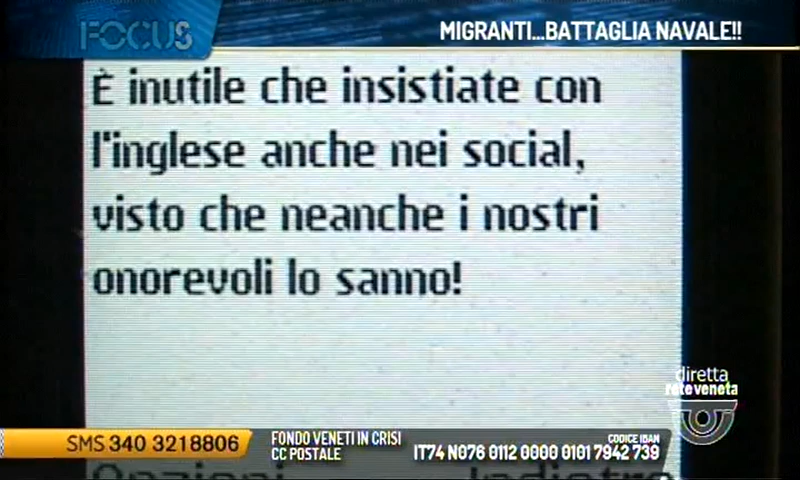 FOCUS
MIGRANTI...BATTAGLIA NAVALE!!
È inutile che insistiate con
l'inglese anche nei social,
visto che neanche i nostri
onorevoli lo sanno!
diretta
reteveneta
SMS 340 3218806
FONDO VENETI IN CRISI
CC POSTALE
CODICE IBAN
IT74 N076 0112 0000 0101 7942 739
Opzioni Indietro